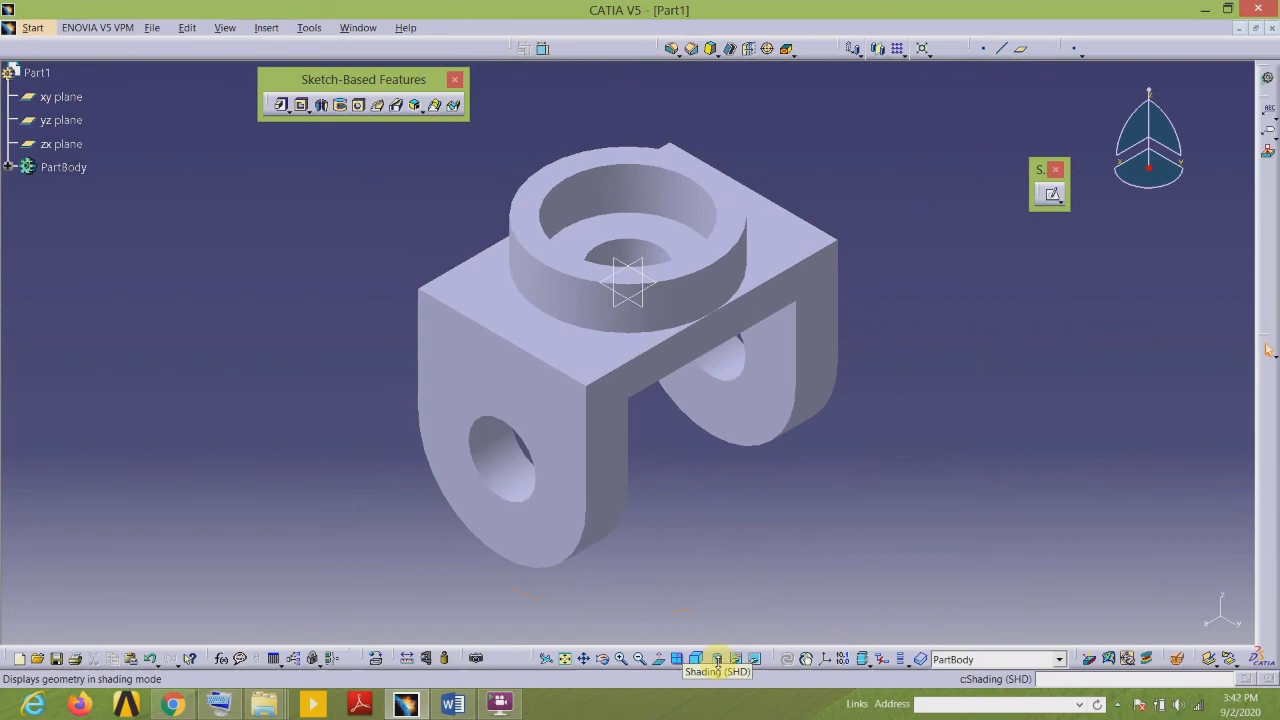 CATIA V5 - [Part1]
Start ENOVIA V5 VPM File Edit View Insert Tools Window Help
Part1
xy plane
yz plane
zx plane
PartBody
Sketch-Based Features
S..
z
x
y
ABC
z
x
y
PartBody
CATIA
Shading (SHD)
Displays geometry in shading mode
c:Shading (SHD)
Links Address
3:42 PM
9/2/2020